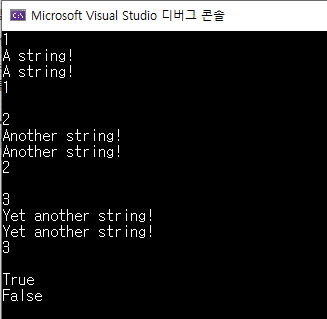 Microsoft Visual Studio 디버그 콘솔
1
A string!
A string!
1
2
Another string!
Another string!
2
3
Yet another string!
Yet another string!
3
True
False